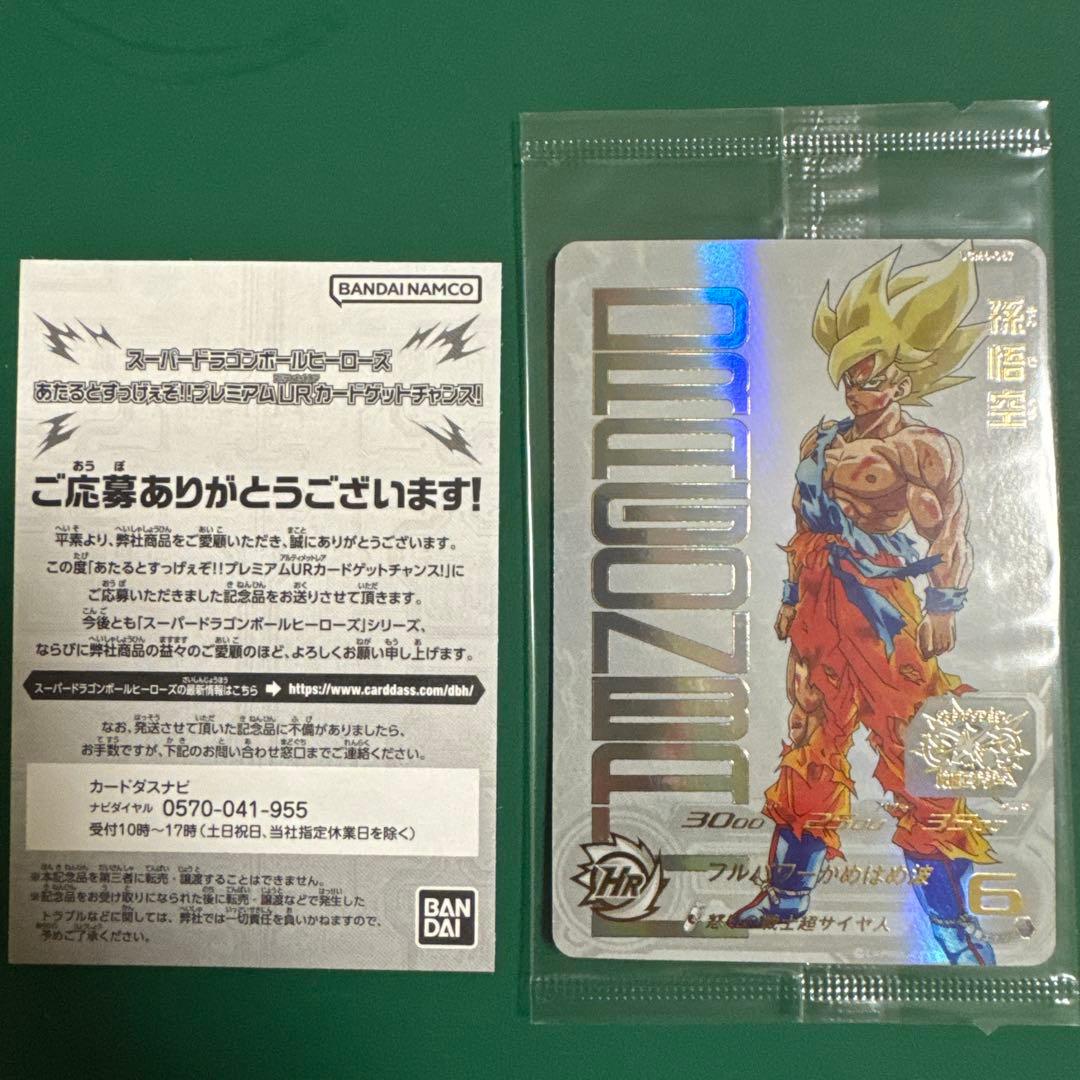 BANDAI NAMCO
スーパードラゴンボールヒーローズ
あたるとすっげぇぞ!!プレミアムURカードゲットチャンス!
ご応募ありがとうございます!
平素より、弊社商品をご愛顧いただき、誠にありがとうございます。
この度「あたるとすっげぇぞ!!プレミアムURカードゲットチャンス!」に
ご応募いただきました記念品をお送りさせて頂きます。
今後とも「スーパードラゴンボールヒーローズ」シリーズ、
ならびに弊社商品の益々のご愛顧のほど、よろしくお願い申し上げます。
スーパードラゴンボールヒーローズの最新情報はこちら ➡ https://www.carddass.com/dbh/
なお、発送させて頂いた記念品に不備がありましたら、
お手数ですが、下記のお問い合わせ窓口までご連絡ください。
カードダスナビ
ナビダイヤル 0570-041-955
受付10時～17時(土日祝日、当社指定休業日を除く)
※本記念品を第三者に転売・譲渡することはできません。
※記念品をお受け取りになられた後に転売・譲渡などで発生した
トラブルなどに関しては、弊社では一切責任を負いかねますので、
予めご了承ください。
BAN
DAI
孫悟空
3000 2500 3500
HR
フルパワーかめはめ波
6
怒りの戦士超サイヤ人